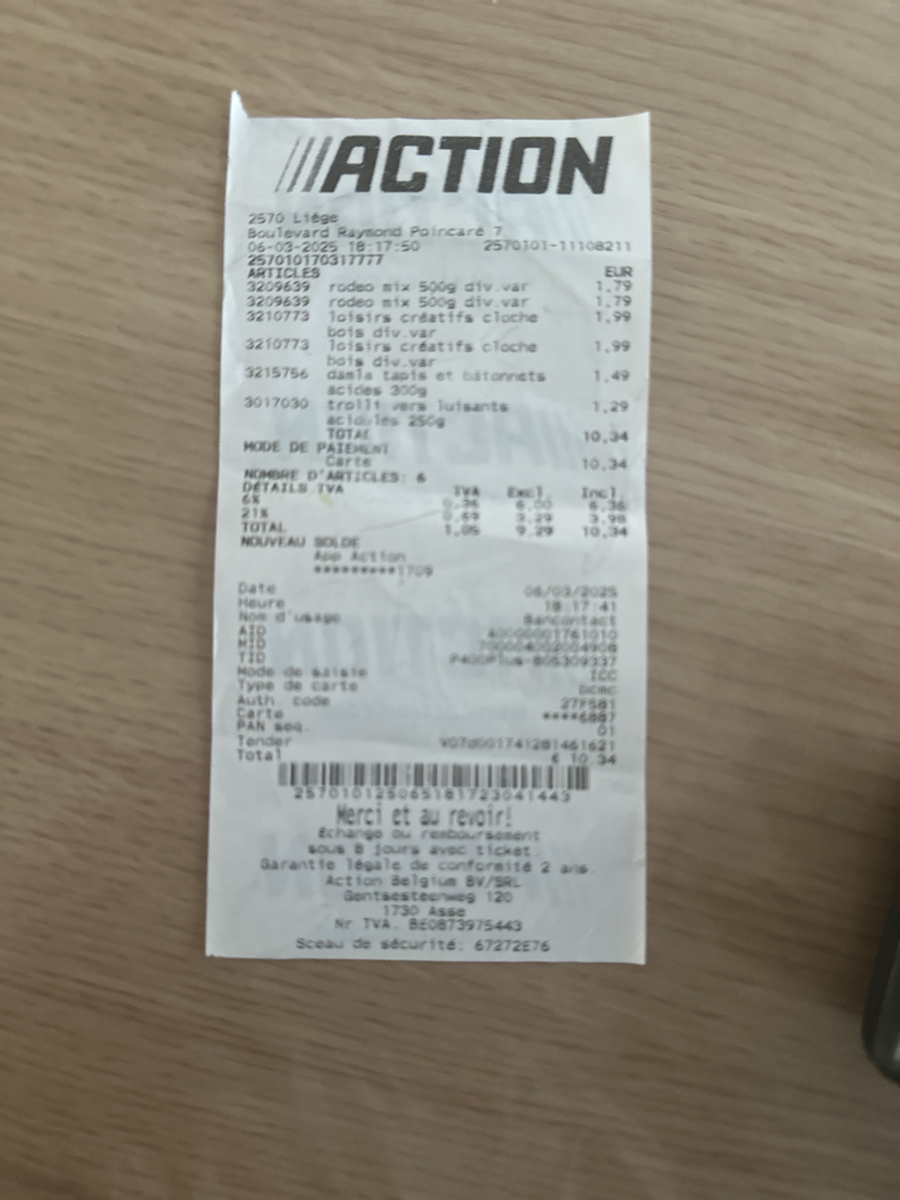 ///ACTION
2570 Liège
Boulevard Raymond Poincaré 7
06-03-2025 18:17:50 2570101-11108211
257010170317777
ARTICLES EUR
3209639 rodeo mix 500g div.var 1,79
3209639 rodeo mix 500g div.var 1,79
3210773 loisirs créatifs cloche 1,99
bois div.var
3210773 loisirs créatifs cloche 1,99
bois div.var
3215756 damla tapis et bâtonnets 1,49
acides 300g
3017030 trolli vers luisants 1,29
acidulés 250g
TOTAL 10,34
MODE DE PAIEMENT
Carte 10,34
NOMBRE D'ARTICLES: 6
DÉTAILS TVA TVA Excl. Incl.
6% 0,36 6,00 6,36
21% 0,69 3,29 3,98
TOTAL 1,05 9,29 10,34
NOUVEAU SOLDE
App Action
*********1709
Date 06/03/2025
Heure 18:17:41
Nom d'usage Bancontact
AID
MID
TID
Mode de saisie ICC
Type de carte
Auth. code 27F581
Carte ****6887
PAN seq. 01
Tender
Total € 10,34
257010125065181723041443
Merci et au revoir!
Échange ou remboursement
sous 8 jours avec ticket.
Garantie légale de conformité 2 ans.
Action Belgium BV/SRL
Gentsesteenweg 120
1730 Asse
Nr TVA. BE0873975443
Sceau de sécurité: 67272E76